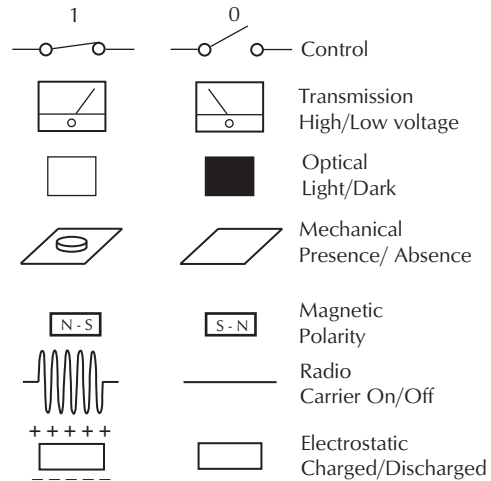 1 0
Control
Transmission
High/Low voltage
Optical
Light/Dark
Mechanical
Presence/ Absence
N - S S - N
Magnetic
Polarity
Radio
Carrier On/Off
+ + + + +
Electrostatic
Charged/Discharged
– – – – –